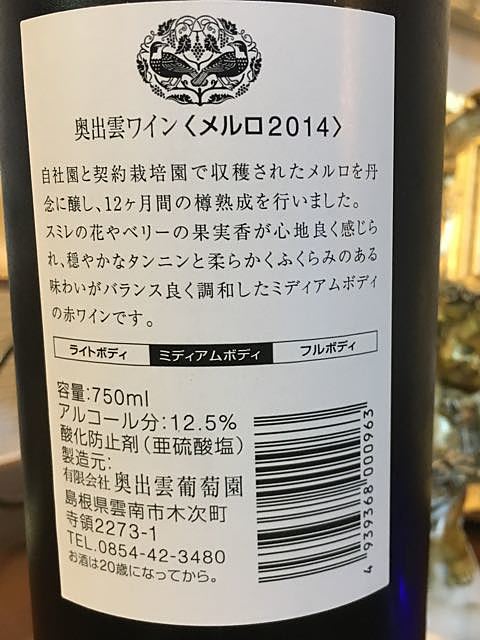 奥出雲ワイン〈メルロ2014〉
自社園と契約栽培園で収穫されたメルロを丹
念に醸し、12ヶ月間の樽熟成を行いました。
スミレの花やベリーの果実香が心地良く感じら
れ、穏やかなタンニンと柔らかくふくらみのある
味わいがバランス良く調和したミディアムボディ
の赤ワインです。
ライトボディ ミディアムボディ フルボディ
容量:750ml
アルコール分:12.5%
酸化防止剤(亜硫酸塩)
製造元:
有限会社奥出雲葡萄園
島根県雲南市木次町
寺領2273-1
TEL.0854-42-3480
お酒は20歳になってから。
4 939368 000963